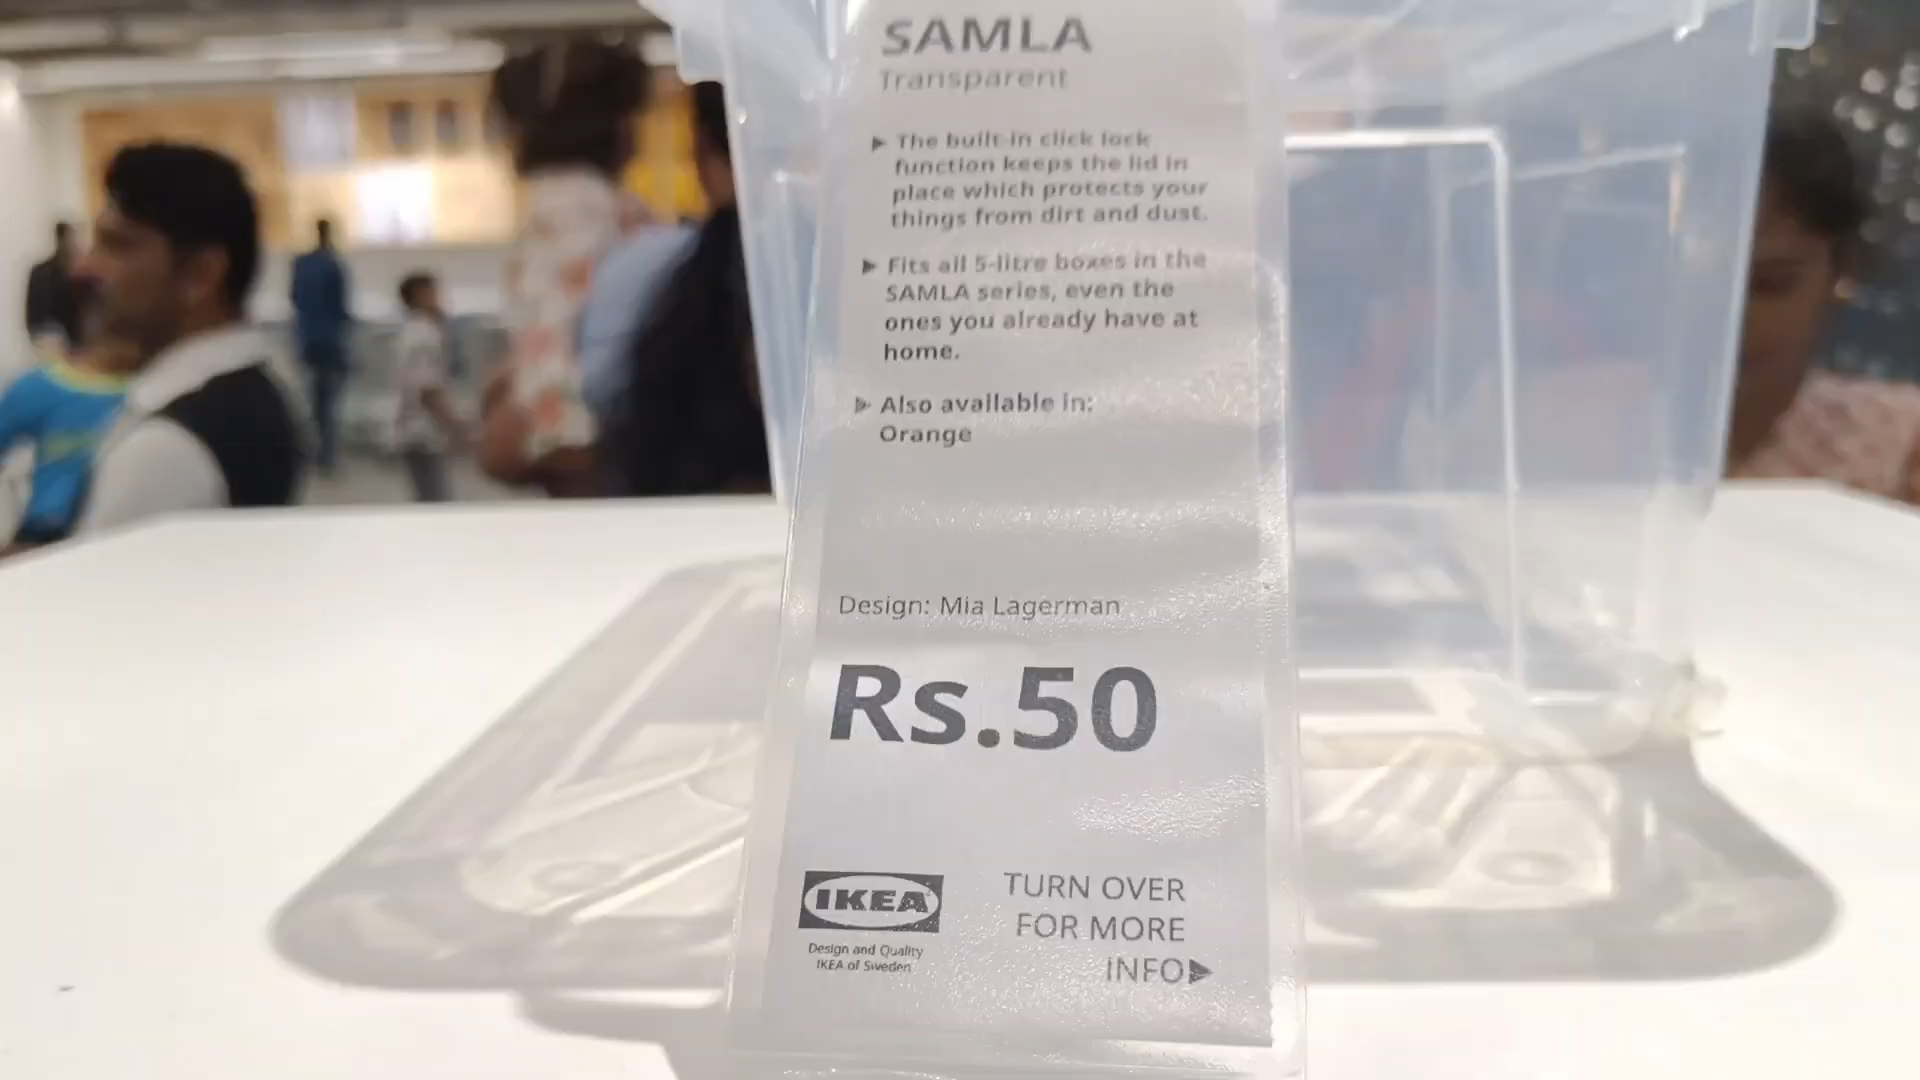 SAMLA
Transparent
▶ The built-in click lock
function keeps the lid in
place which protects your
things from dirt and dust.
▶ Fits all 5-litre boxes in the
SAMLA series, even the
ones you already have at
home.
▶ Also available in:
Orange
Design: Mia Lagerman
Rs.50
IKEA
Design and Quality
IKEA of Sweden
TURN OVER
FOR MORE
INFO▶